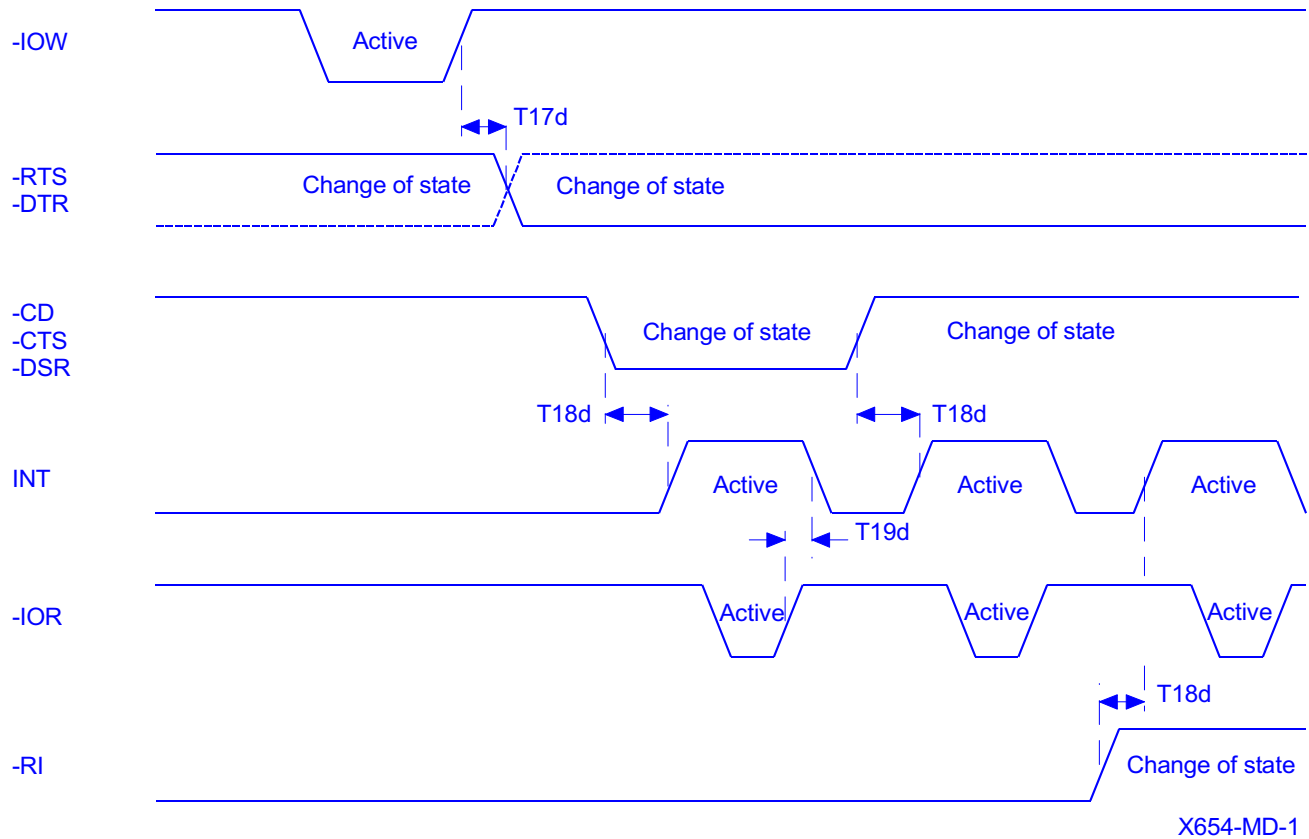 -IOW
Active
T17d
-RTS
-DTR
Change of state
Change of state
-CD
-CTS
-DSR
Change of state
Change of state
T18d
T18d
INT
Active
Active
Active
T19d
-IOR
Active
Active
Active
T18d
-RI
Change of state
X654-MD-1